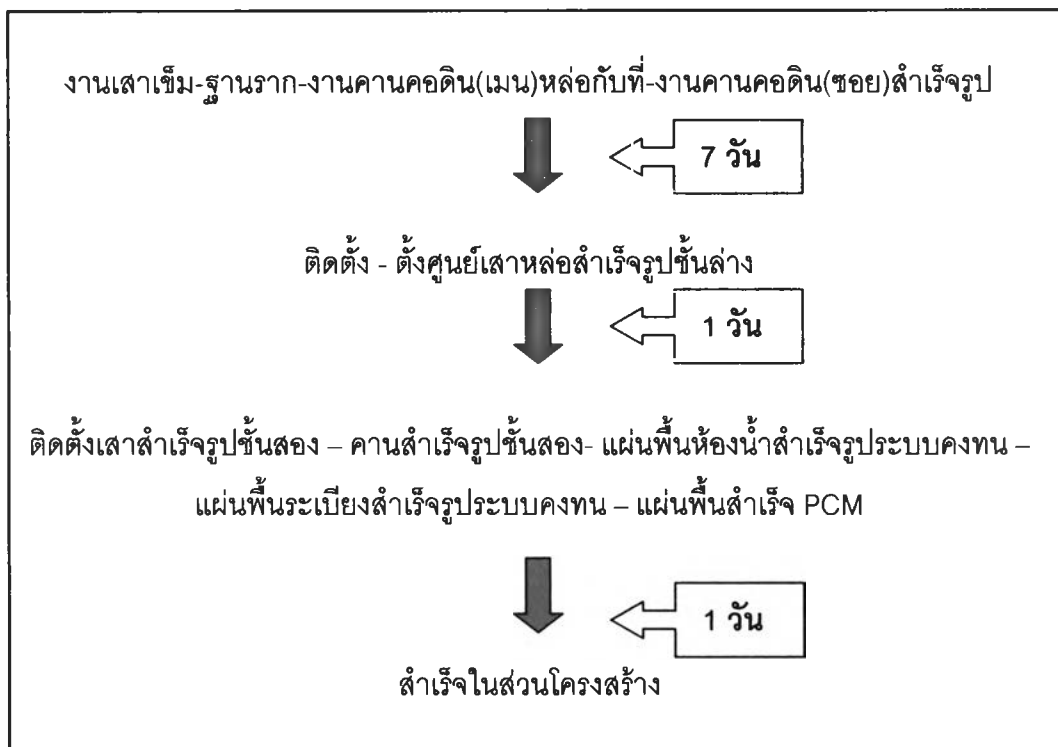 งานเสาเข็ม-ฐานราก-งานคานคอดิน(เมน)หล่อกับที่-งานคานคอดิน(ซอย)สำเร็จรูป
7 วัน
ติดตั้ง - ตั้งศูนย์เสาหล่อสำเร็จรูปชั้นล่าง
1 วัน
ติดตั้งเสาสำเร็จรูปชั้นสอง – คานสำเร็จรูปชั้นสอง- แผ่นพื้นห้องน้ำสำเร็จรูประบบคงทน –
แผ่นพื้นระเบียงสำเร็จรูประบบคงทน – แผ่นพื้นสำเร็จ PCM
1 วัน
สำเร็จในส่วนโครงสร้าง